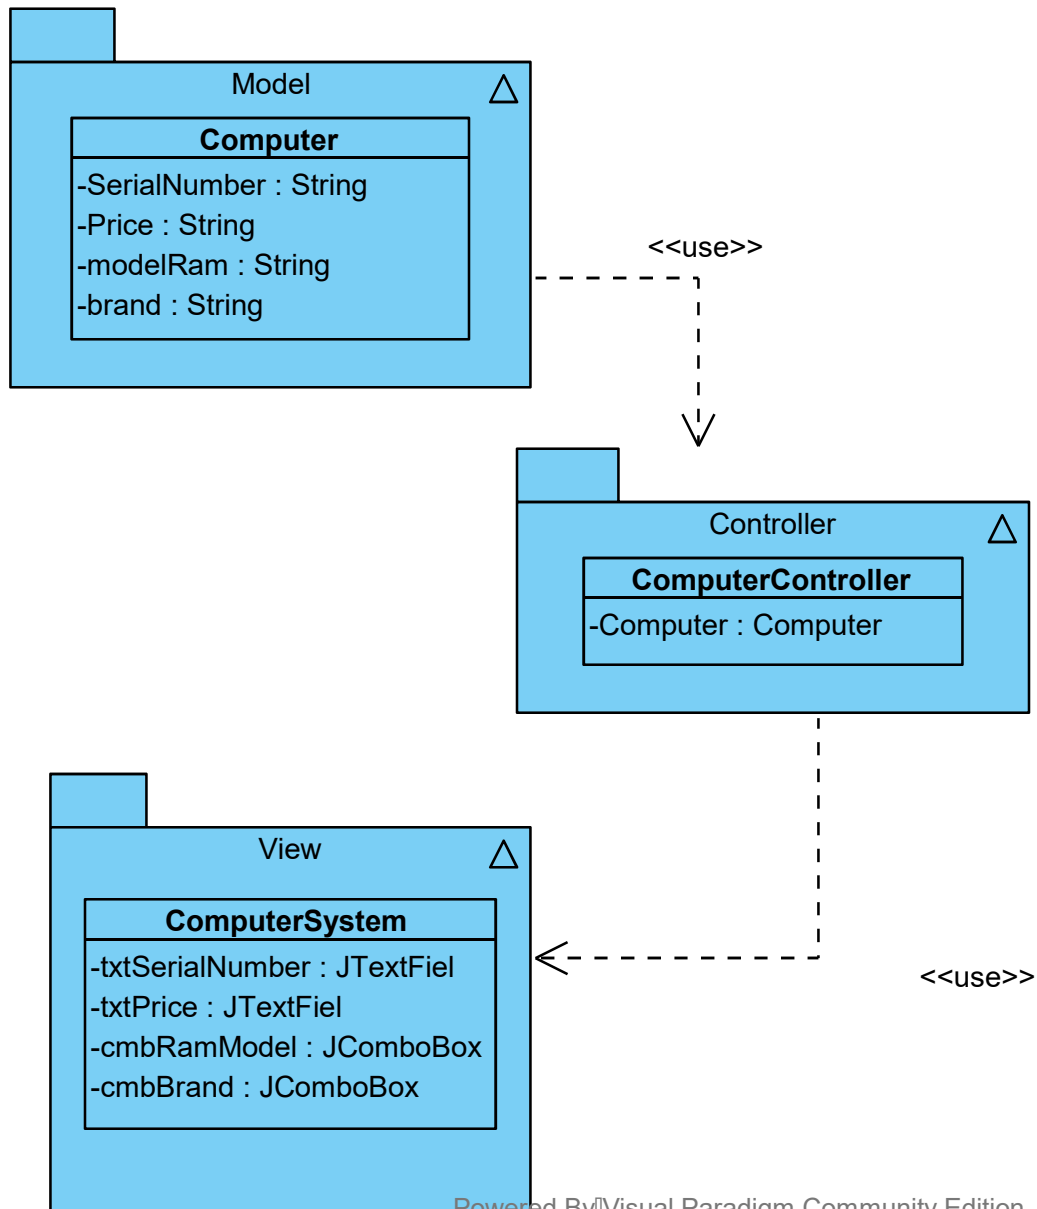 Model
Computer
-SerialNumber : String
-Price : String
-modelRam : String
-brand : String
<<use>>
Controller
ComputerController
-Computer : Computer
View
ComputerSystem
-txtSerialNumber : JTextFiel
-txtPrice : JTextFiel
-cmbRamModel : JComboBox
-cmbBrand : JComboBox
<<use>>
Powered By Visual Paradigm Community Edition